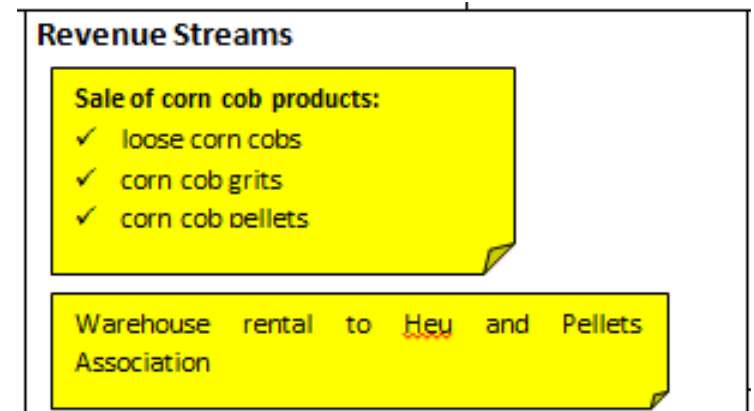 Revenue Streams
Sale of corn cob products:
✓ loose corn cobs
✓ corn cob grits
✓ corn cob pellets
Warehouse rental to Heu and Pellets
Association